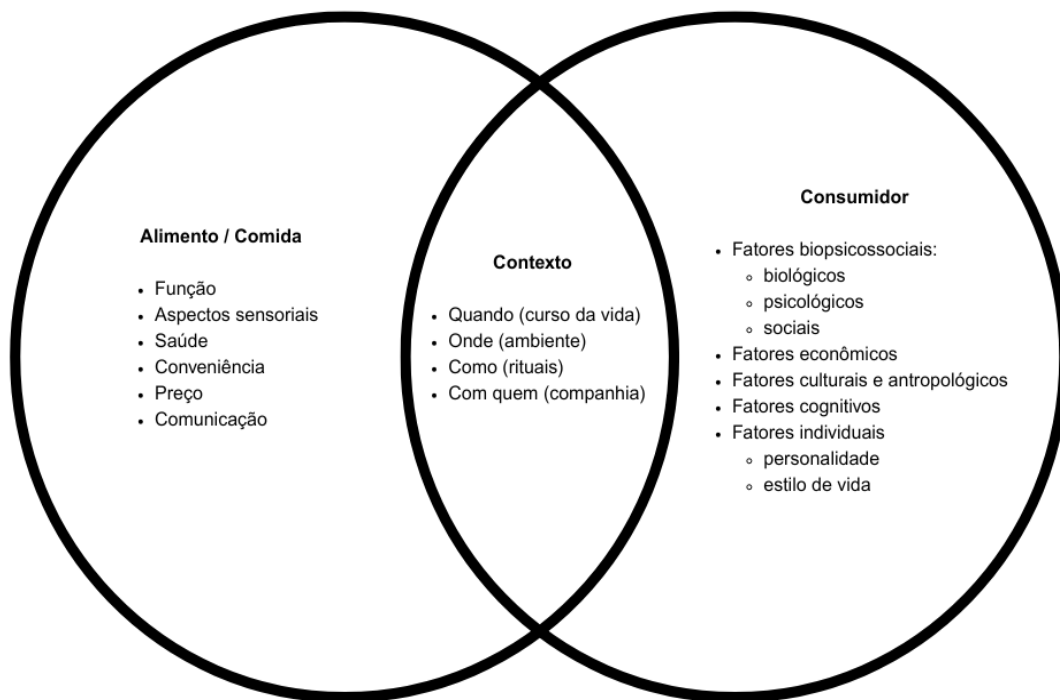 Alimento / Comida
Função
Aspectos sensoriais
Saúde
Conveniência
Preço
Comunicação
Contexto
Quando (curso da vida)
Onde (ambiente)
Como (rituais)
Com quem (companhia)
Consumidor
Fatores biopsicossociais:
biológicos
psicológicos
sociais
Fatores econômicos
Fatores culturais e antropológicos
Fatores cognitivos
Fatores individuais
personalidade
estilo de vida